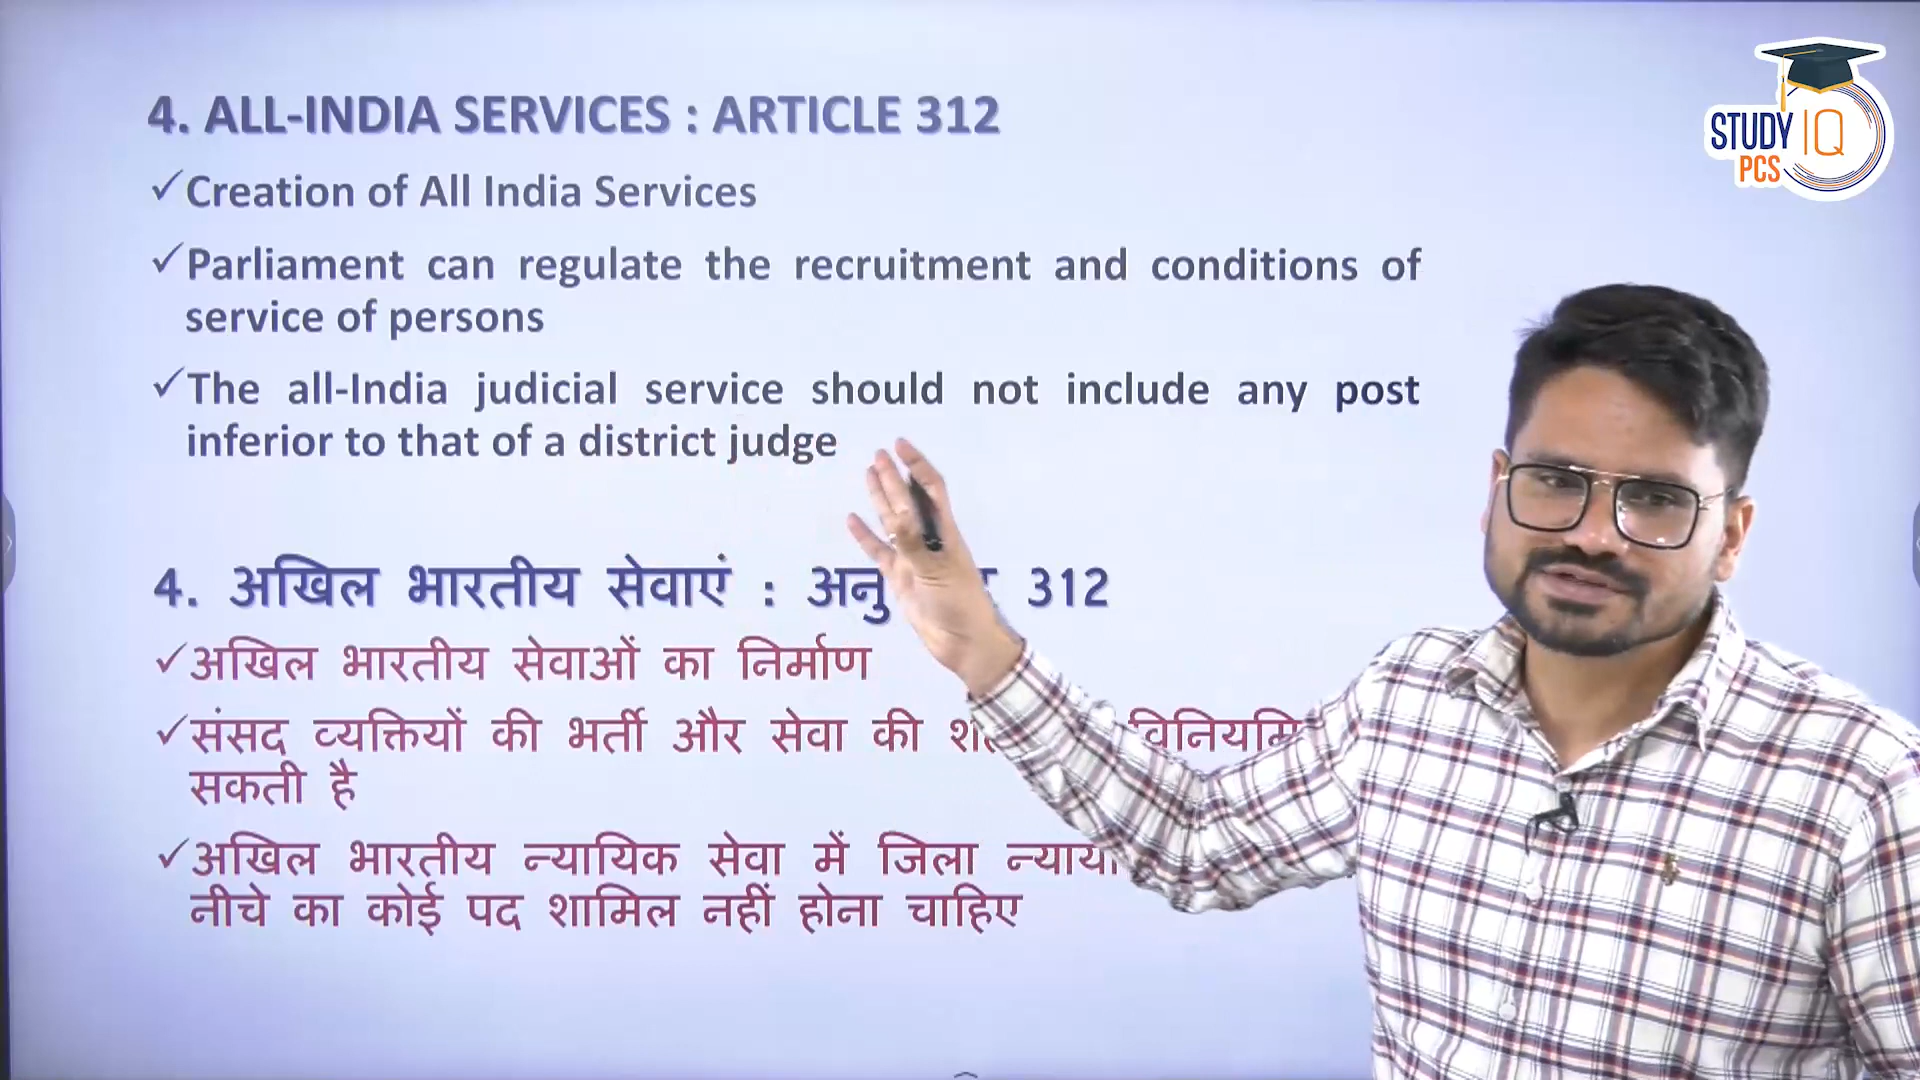 4. ALL-INDIA SERVICES : ARTICLE 312
✓Creation of All India Services
✓Parliament can regulate the recruitment and conditions of
service of persons
✓The all-India judicial service should not include any post
inferior to that of a district judge
4. अखिल भारतीय सेवाएं : 312
✓अखिल भारतीय सेवाओं का निर्माण
✓संसद व्यक्तियों की भर्ती और सेवा की
सकती है
✓अखिल भारतीय न्यायिक सेवा में जिला
नीचे का कोई पद शामिल नहीं होना चाहिए
STUDY IQ
PCS